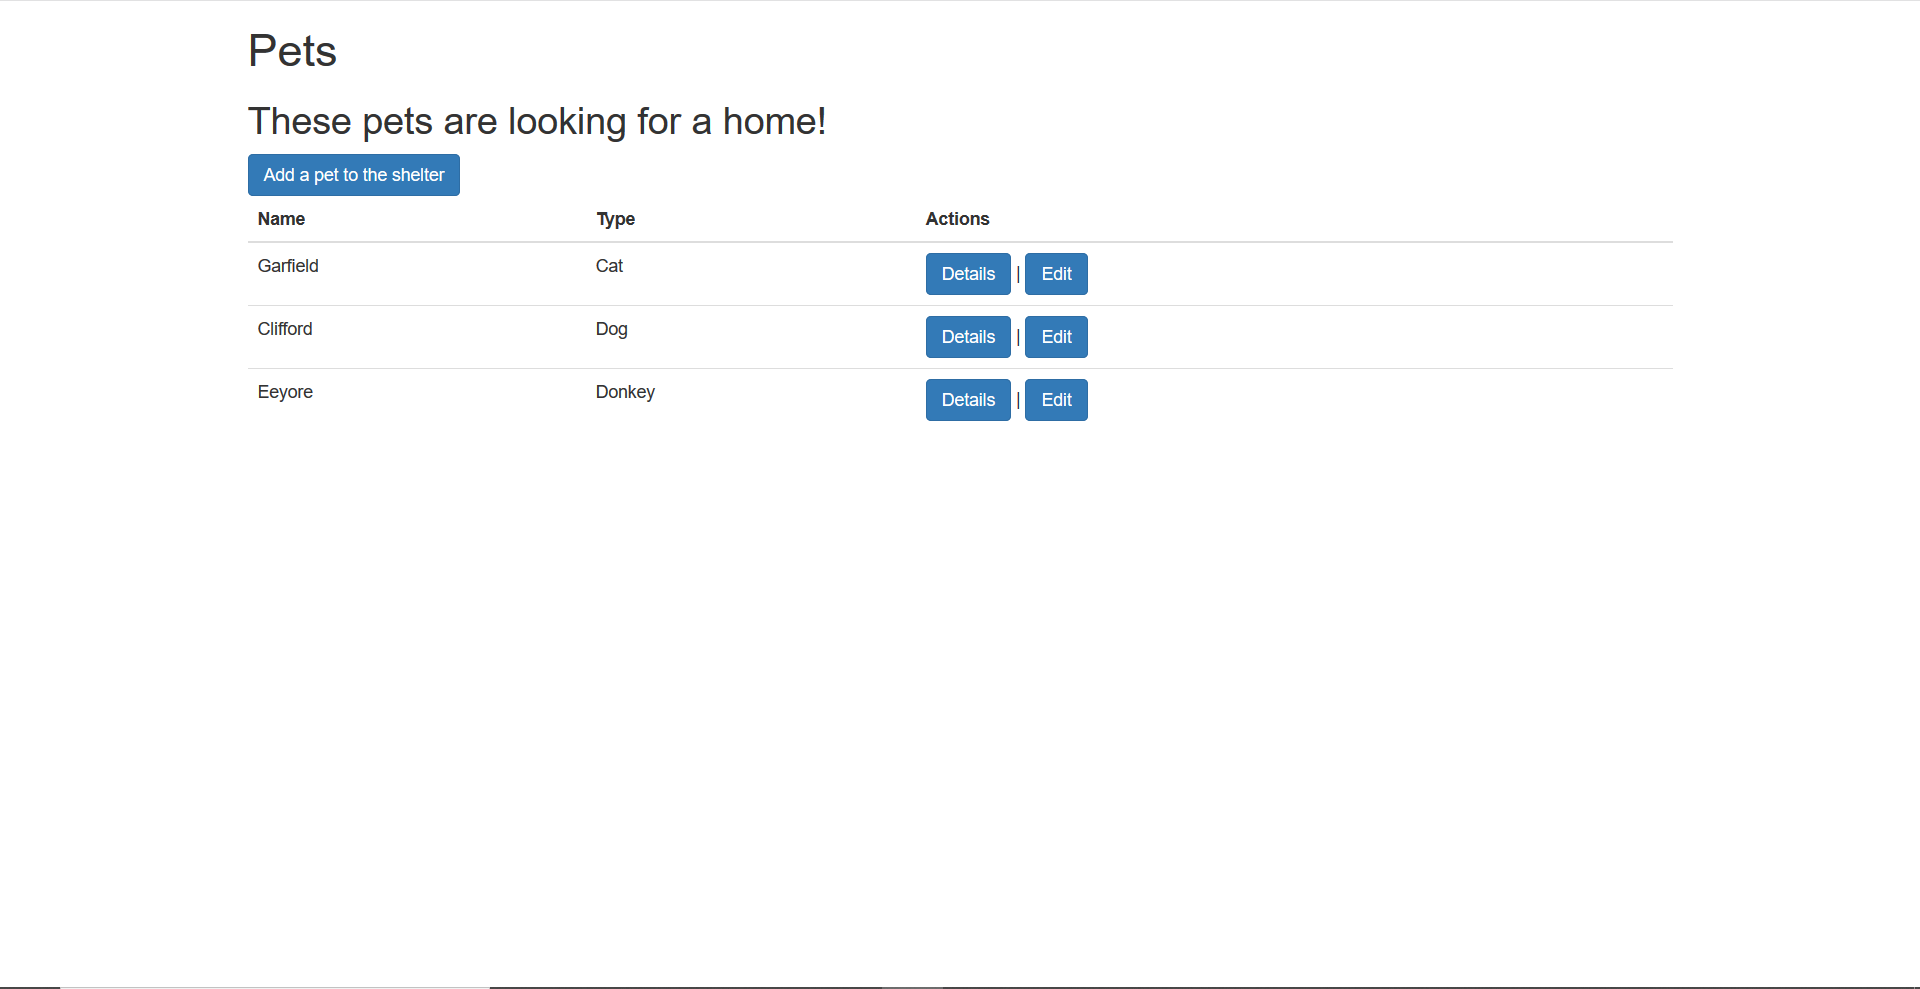 Pets
These pets are looking for a home!
Add a pet to the shelter
Name Type Actions
Garfield Cat Details | Edit
Clifford Dog Details | Edit
Eeyore Donkey Details | Edit